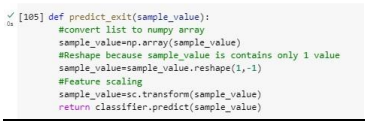 [105] def predict_exit(sample_value):
0s
#convert list to numpy array
sample_value=np.array(sample_value)
#Reshape because sample_value is contains only 1 value
sample_value=sample_value.reshape(1,-1)
#Feature scaling
sample_value=sc.transform(sample_value)
return classifier.predict(sample_value)